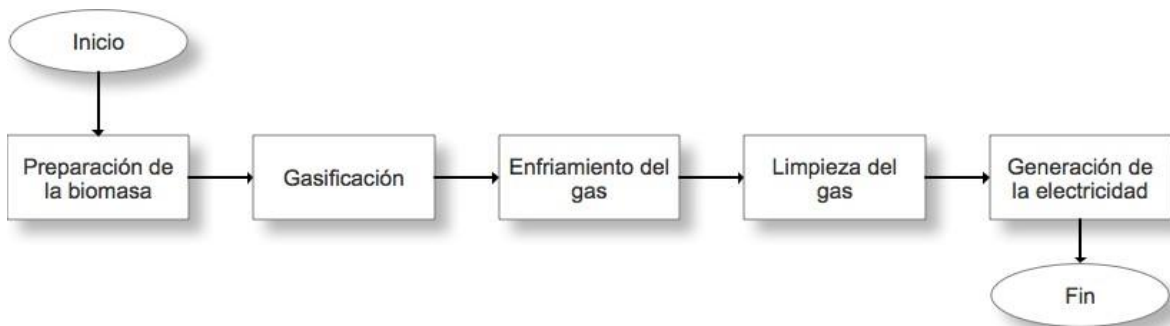 Inicio
Preparación de
la biomasa
Gasificación
Enfriamiento del
gas
Limpieza del
gas
Generación de
la electricidad
Fin